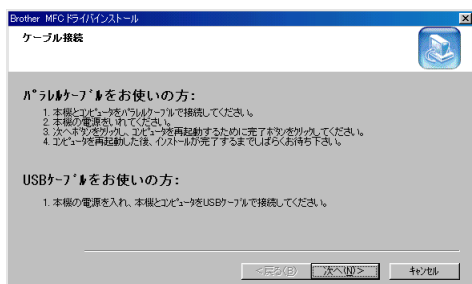 Brother MFC ドライバインストール
ケーブル接続
パラレルケーブルをお使いの方:
1. 本機とコンピュータをパラレルケーブルで接続してください。
2. 本機の電源をいれてください。
3. 次へボタンをクリックし、コンピュータを再起動するために完了ボタンをクリックしてください。
4. コンピュータを再起動した後、インストールが完了するまでしばらくお待ち下さい。
USBケーブルをお使いの方:
1. 本機の電源を入れ、本機とコンピュータをUSBケーブルで接続してください。
<戻る(B)
次へ(N)>
キャンセル